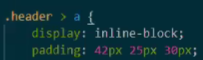 .header > a {
display: inline-block;
padding: 42px 25px 30px;